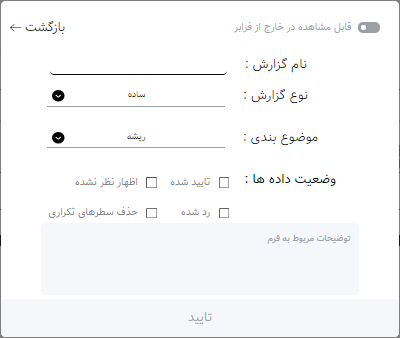 قابل مشاهده در خارج از فرابر
بازگشت
نام گزارش :
نوع گزارش :
ساده
موضوع بندی :
ریشه
وضعیت داده ها :
تایید شده
اظهار نظر نشده
رد شده
حذف سطرهای تکراری
توضیحات مربوط به فرم
تایید